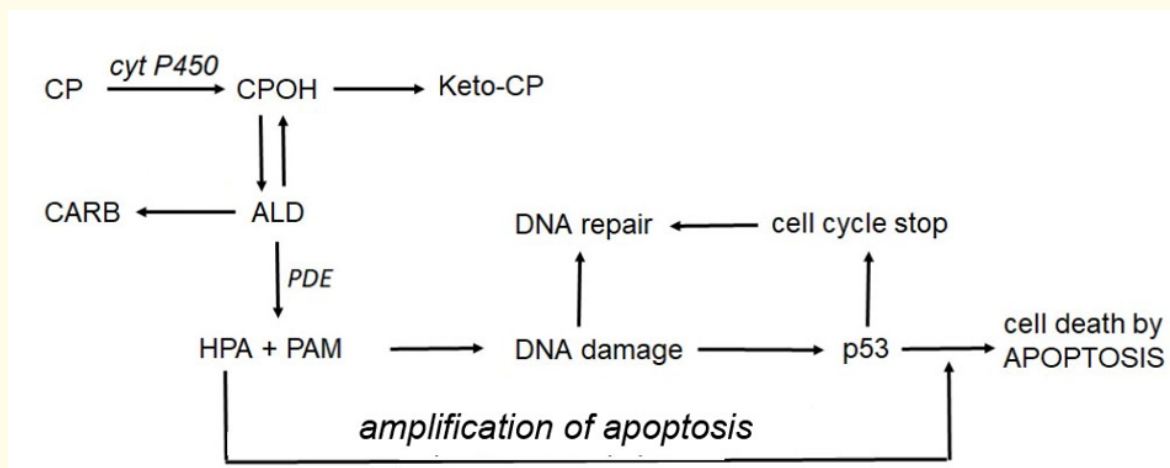 cyt P450
CP CPOH Keto-CP
CARB ALD
DNA repair cell cycle stop
PDE
HPA + PAM DNA damage p53 cell death by
APOPTOSIS
amplification of apoptosis